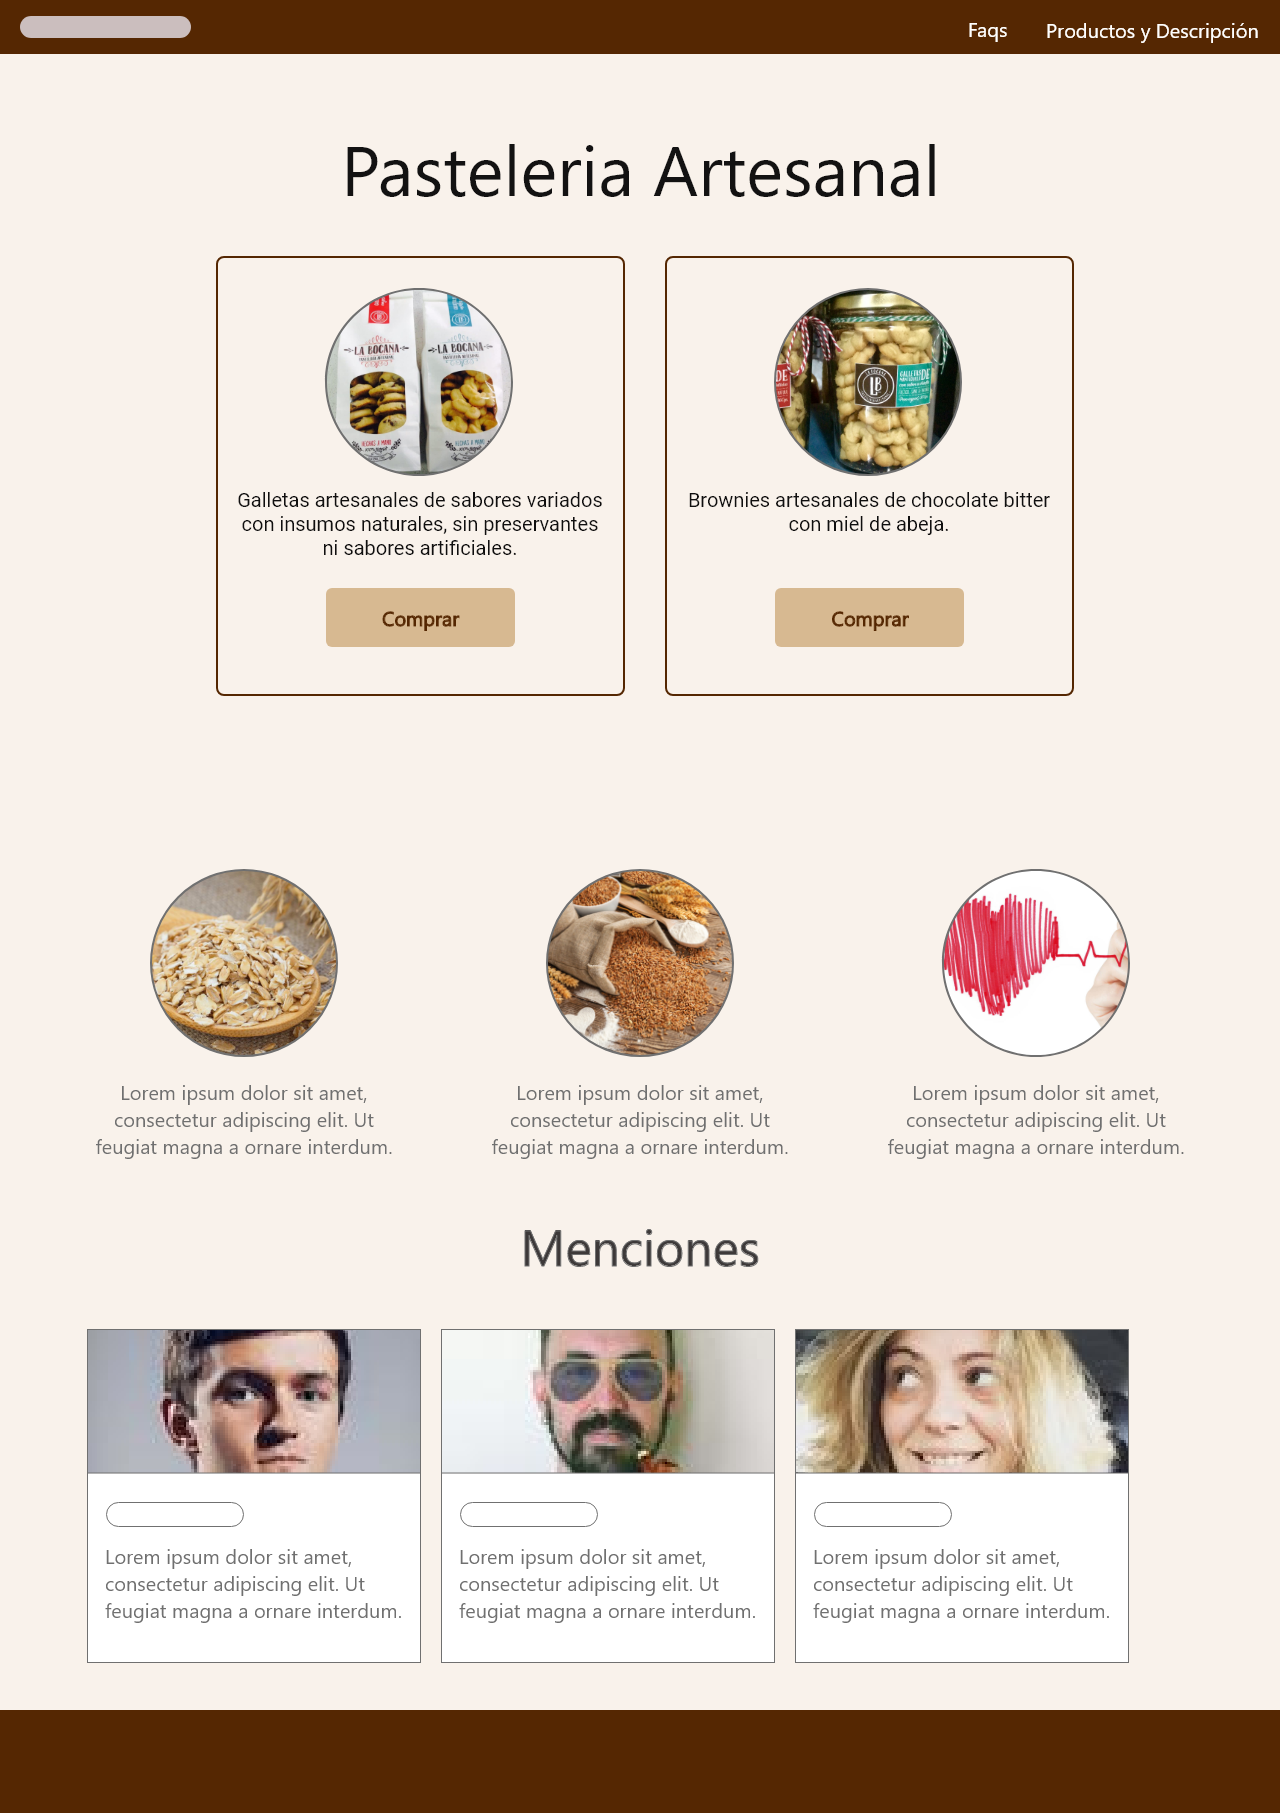 Faqs
Productos y Descripción
Pasteleria Artesanal
LA BOCANA
LA BOCANA
HECHAS A MANO
HECHAS A MANO
LB
Galletas artesanales de sabores variados
con insumos naturales, sin preservantes
ni sabores artificiales.
Comprar
Brownies artesanales de chocolate bitter
con miel de abeja.
Comprar
Lorem ipsum dolor sit amet,
consectetur adipiscing elit. Ut
feugiat magna a ornare interdum.
Lorem ipsum dolor sit amet,
consectetur adipiscing elit. Ut
feugiat magna a ornare interdum.
Lorem ipsum dolor sit amet,
consectetur adipiscing elit. Ut
feugiat magna a ornare interdum.
Menciones
Lorem ipsum dolor sit amet,
consectetur adipiscing elit. Ut
feugiat magna a ornare interdum.
Lorem ipsum dolor sit amet,
consectetur adipiscing elit. Ut
feugiat magna a ornare interdum.
Lorem ipsum dolor sit amet,
consectetur adipiscing elit. Ut
feugiat magna a ornare interdum.